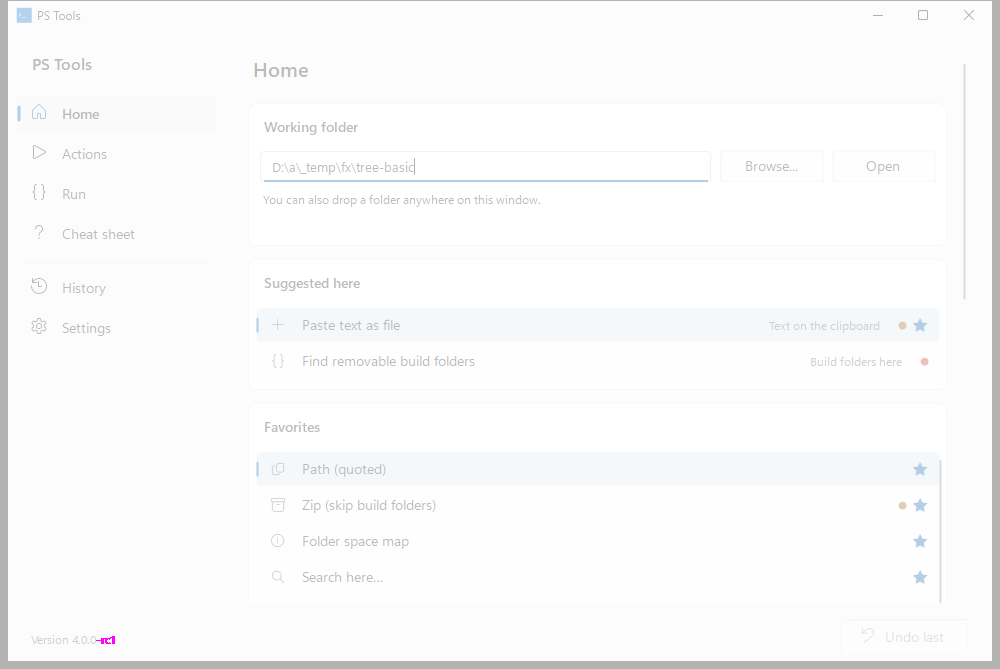 PS Tools
PS Tools
Home
Actions
Run
Cheat sheet
History
Settings
Version 4.0.0-rc1
Home
Working folder
D:\a\_temp\fx\tree-basic
Browse...
Open
You can also drop a folder anywhere on this window.
Suggested here
Paste text as file Text on the clipboard
Find removable build folders Build folders here
Favorites
Path (quoted)
Zip (skip build folders)
Folder space map
Search here...
Undo last